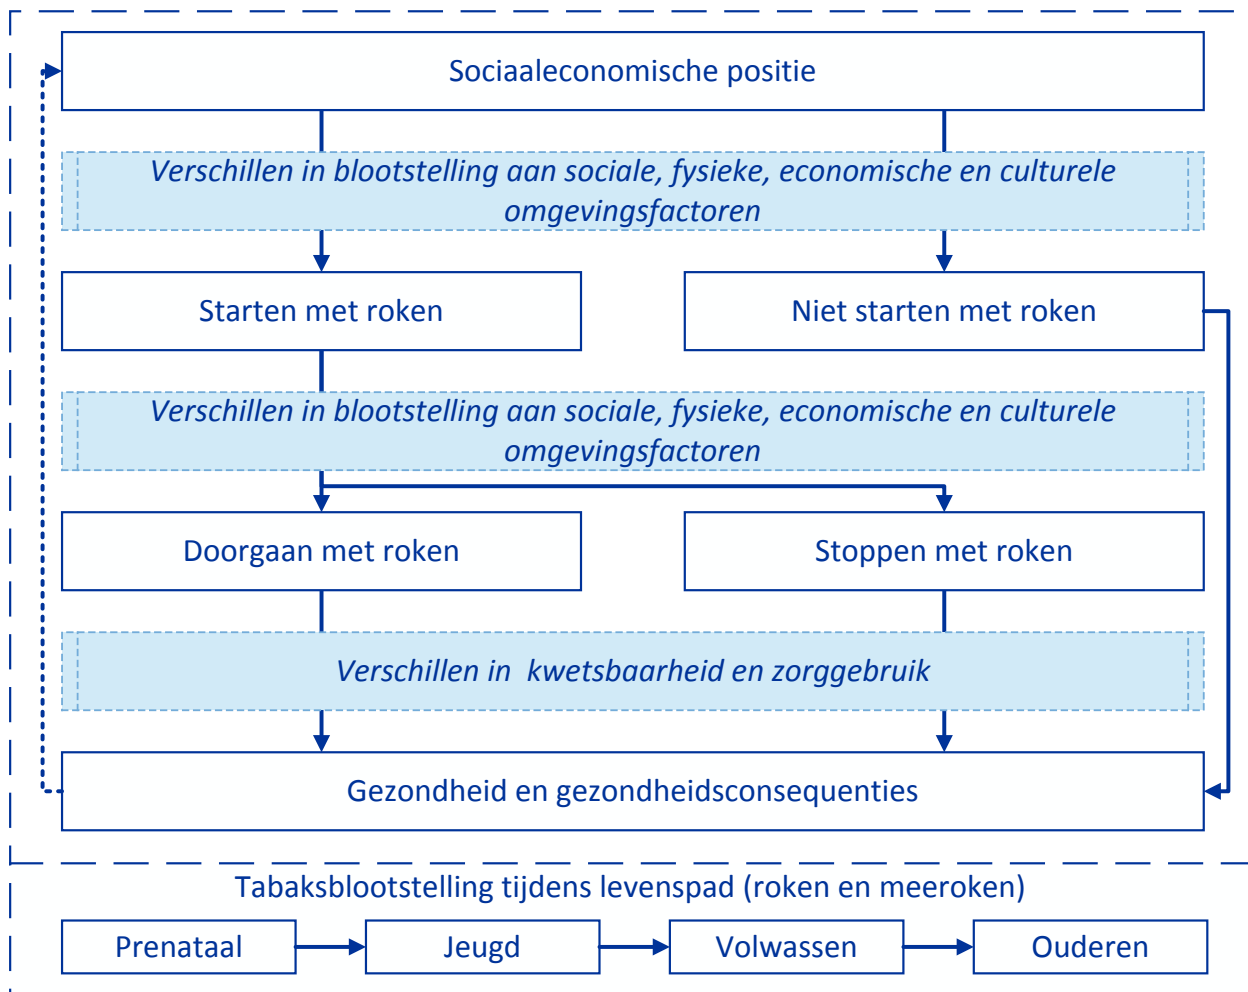 Sociaaleconomische positie
Verschillen in blootstelling aan sociale, fysieke, economische en culturele
omgevingsfactoren
Starten met roken
Niet starten met roken
Verschillen in blootstelling aan sociale, fysieke, economische en culturele
omgevingsfactoren
Doorgaan met roken
Stoppen met roken
Verschillen in  kwetsbaarheid en zorggebruik
Gezondheid en gezondheidsconsequenties
Tabaksblootstelling tijdens levenspad (roken en meeroken)
Prenataal
Jeugd
Volwassen
Ouderen